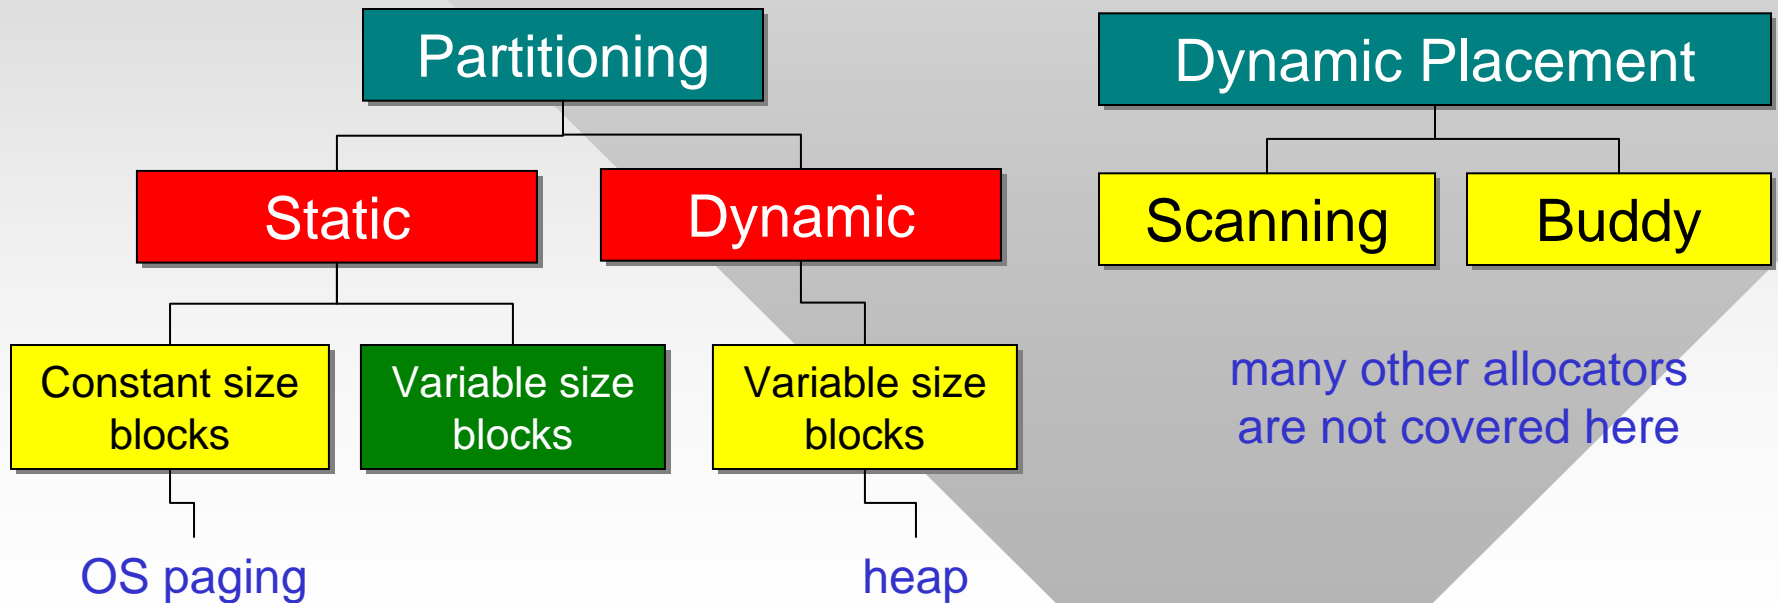 Partitioning
Dynamic Placement
Static
Dynamic
Scanning
Buddy
Constant size
blocks
Variable size
blocks
Variable size
blocks
many other allocators
are not covered here
OS paging
heap